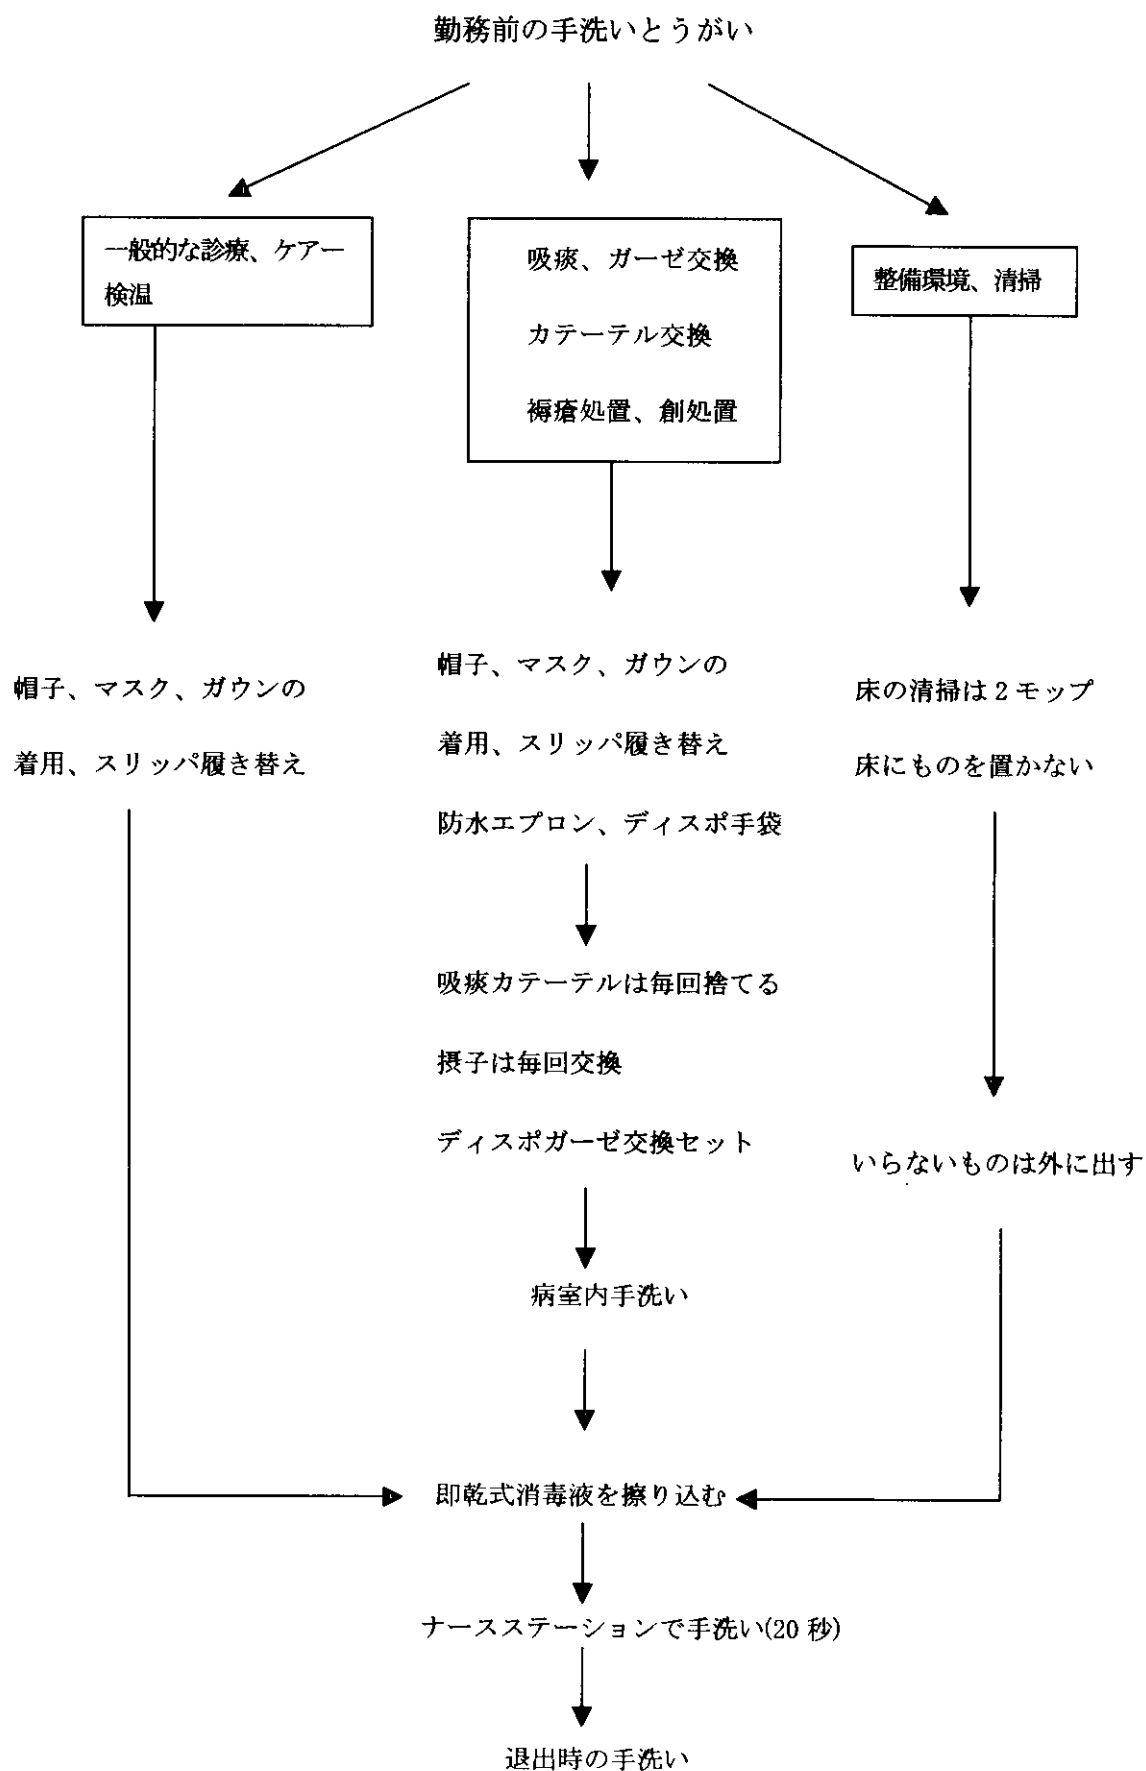 勤務前の手洗いとうがい
一般的な診療、ケアー
検温
吸痰、ガーゼ交換
カテーテル交換
褥瘡処置、創処置
整備環境、清掃
帽子、マスク、ガウンの
着用、スリッパ履き替え
帽子、マスク、ガウンの
着用、スリッパ履き替え
防水エプロン、ディスポ手袋
床の清掃は2モップ
床にものを置かない
吸痰カテーテルは毎回捨てる
摂子は毎回交換
ディスポガーゼ交換セット
いらないものは外に出す
病室内手洗い
即乾式消毒液を擦り込む
ナースステーションで手洗い(20秒)
退出時の手洗い